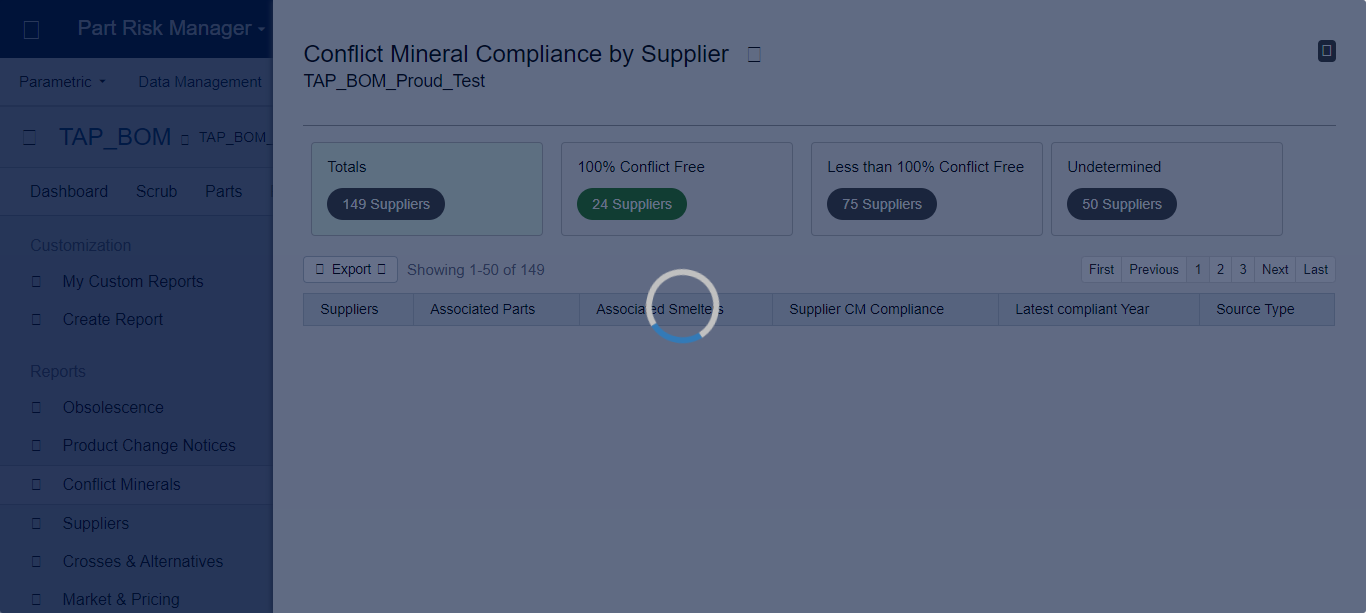 Part Risk Manager
Parametric
Data Management
TAP_BOM
TAP_BOM_
Dashboard
Scrub
Parts
Customization
My Custom Reports
Create Report
Reports
Obsolescence
Product Change Notices
Conflict Minerals
Suppliers
Crosses & Alternatives
Market & Pricing
Conflict Mineral Compliance by Supplier
TAP_BOM_Proud_Test
Totals
149 Suppliers
100% Conflict Free
24 Suppliers
Less than 100% Conflict Free
75 Suppliers
Undetermined
50 Suppliers
Export
Showing 1-50 of 149
First Previous 1 2 3 Next Last
Suppliers Associated Parts Associated Smelters Supplier CM Compliance Latest compliant Year Source Type